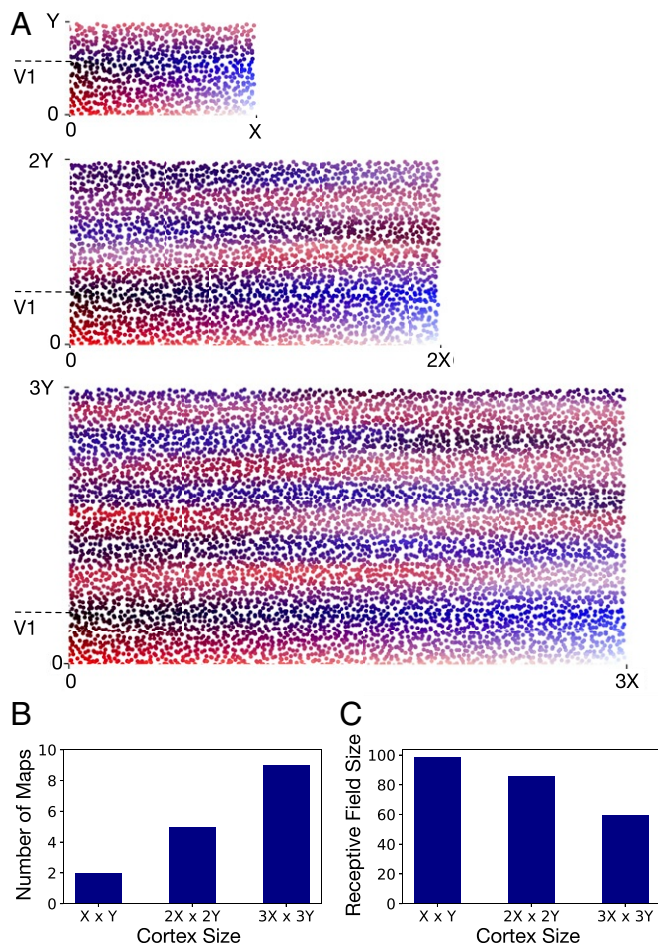 A
Y
V1
0
0
X
2Y
V1
0
0
2X
3Y
V1
0
0
3X
B
C
Number of Maps
10
8
6
4
2
0
X x Y
2X x 2Y
3X x 3Y
Cortex Size
Receptive Field Size
100
80
60
40
20
0
X x Y
2X x 2Y
3X x 3Y
Cortex Size